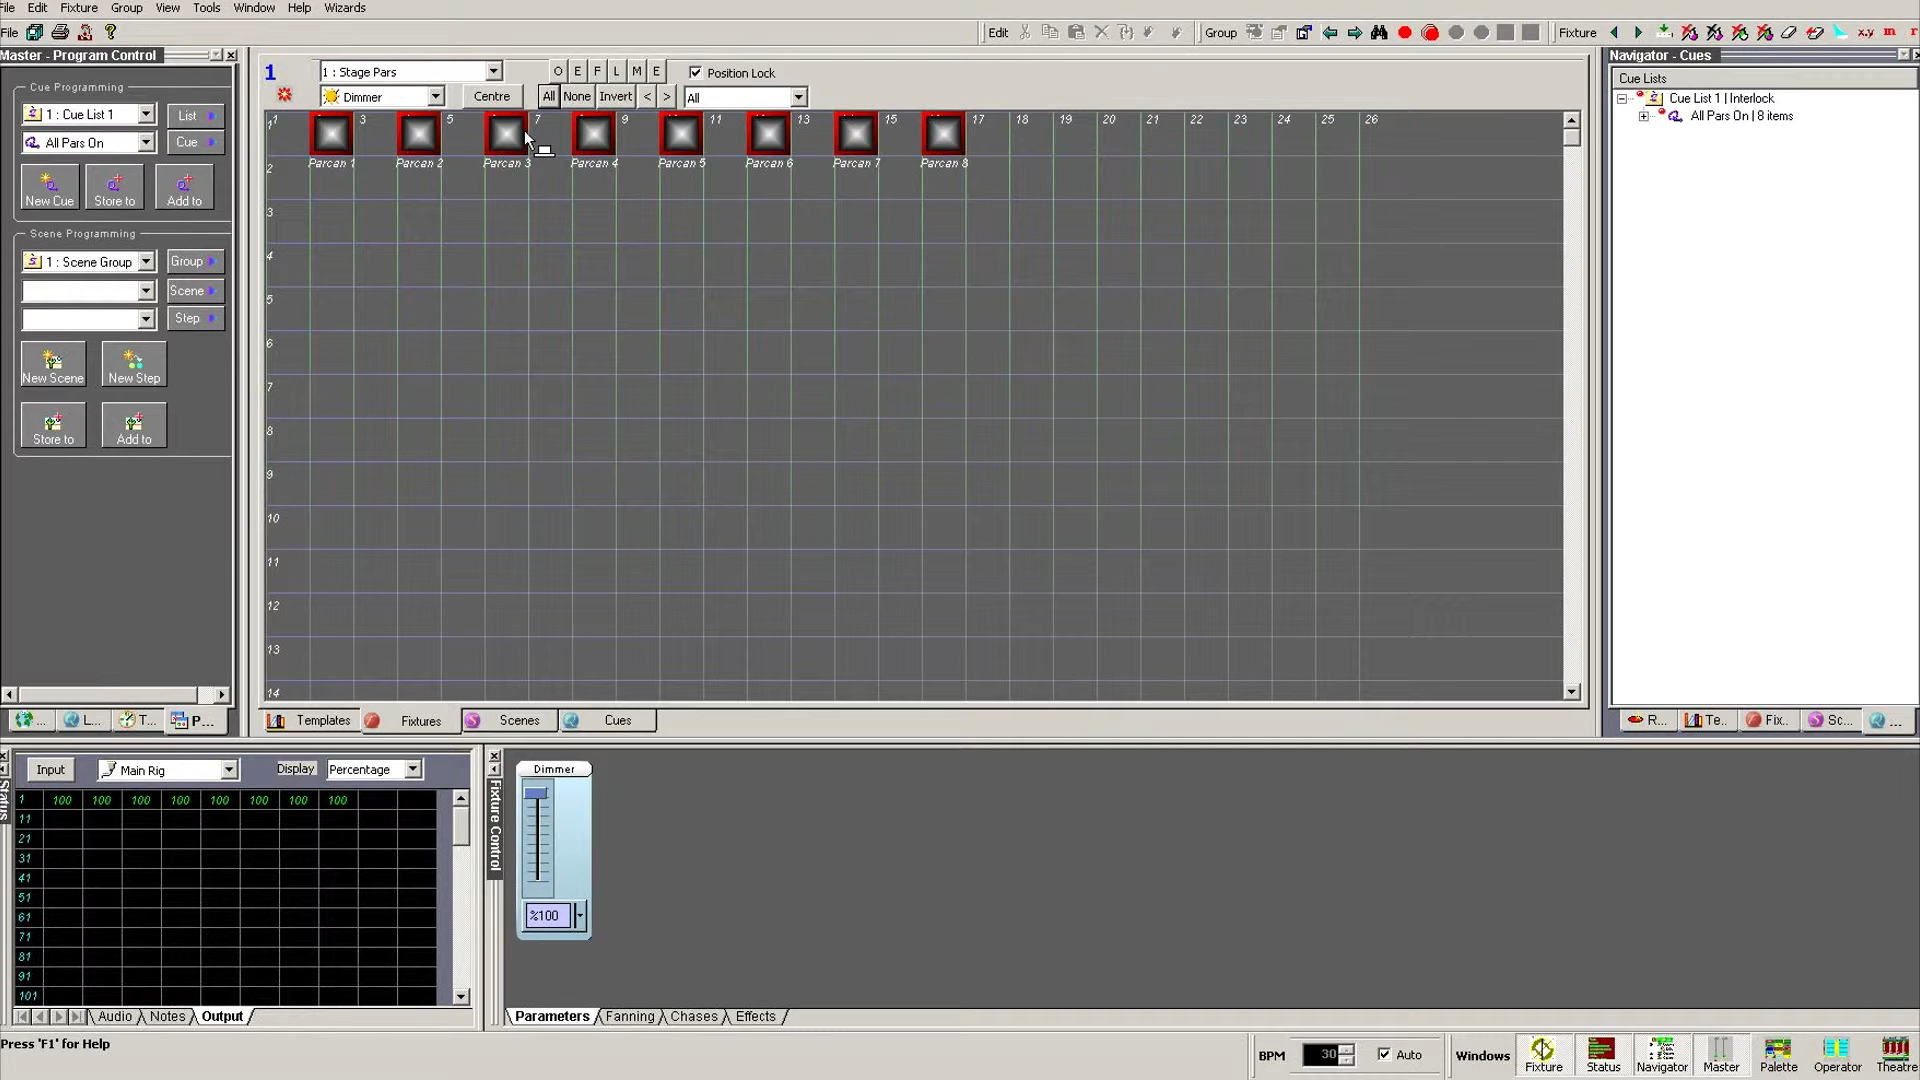 File Edit Fixture Group View Tools Window Help Wizards
File Edit Group Fixture x,y m r
Master - Program Control
Cue Programming
1 : Cue List 1 List
All Pars On Cue
New Cue Store to Add to
Scene Programming
1 : Scene Group Group
Scene
Step
New Scene New Step
Store to Add to
... L... T... P...
1 1 : Stage Pars O E F L M E Position Lock
Dimmer Centre All None Invert < > All
1 1 3 5 7 9 11 13 15 17 18 19 20 21 22 23 24 25 26
Parcan 1 Parcan 2 Parcan 3 Parcan 4 Parcan 5 Parcan 6 Parcan 7 Parcan 8
2
3
4
5
6
7
8
9
10
11
12
13
14
Templates Fixtures Scenes Cues
Navigator - Cues
Cue Lists
Cue List 1 | Interlock
All Pars On | 8 items
R... Te.. Fix.. Sc... ...
Status
Input Main Rig Display Percentage
1 100 100 100 100 100 100 100 100
11
21
31
41
51
61
71
81
91
101
Audio Notes Output
Fixture Control
Dimmer
%100
Parameters Fanning Chases Effects
Press 'F1' for Help
BPM 30 Auto Windows Fixture Status Navigator Master Palette Operator Theatre